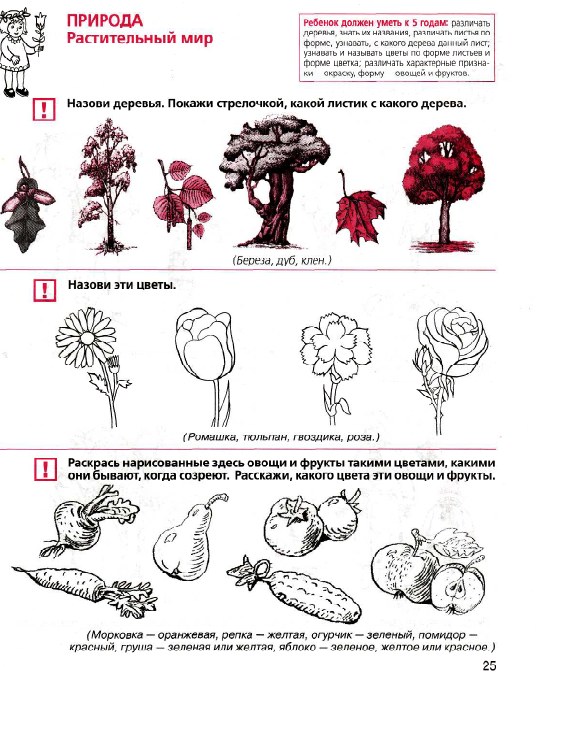 ПРИРОДА
Растительный мир
Ребенок должен уметь к 5 годам: различать
деревья, знать их названия, различать листья по
форме, узнавать, с какого дерева данный лист;
узнавать и называть цветы по форме листьев и
форме цветка; различать характерные призна-
ки окраску, форму овощей и фруктов.
! Назови деревья. Покажи стрелочкой, какой листик с какого дерева.
(Береза, дуб, клен.)
! Назови эти цветы.
(Ромашка, тюльпан, гвоздика, роза.)
! Раскрась нарисованные здесь овощи и фрукты такими цветами, какими
они бывают, когда созреют. Расскажи, какого цвета эти овощи и фрукты.
(Морковка — оранжевая, репка — желтая, огурчик — зеленый, помидор —
красный, груша — зеленая или желтая, яблоко — зеленое, желтое или красное.)
25